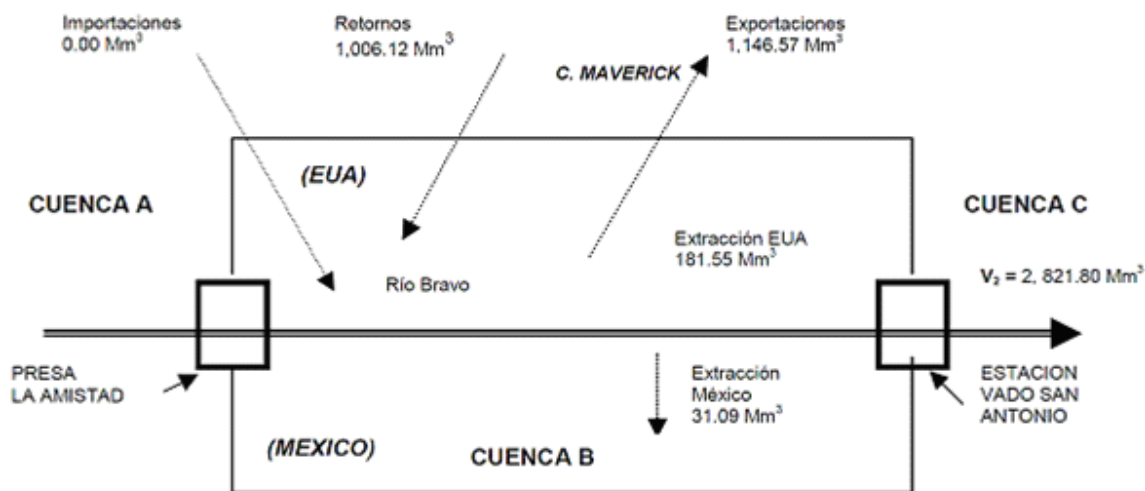 Importaciones
0.00 Mm³
Retornos
1,006.12 Mm³
Exportaciones
1,146.57 Mm³
C. MAVERICK
(EUA)
CUENCA A
CUENCA C
Extracción EUA
181.55 Mm³
Río Bravo
V₂ = 2, 821.80 Mm³
PRESA
LA AMISTAD
Extracción
México
31.09 Mm³
ESTACION
VADO SAN
ANTONIO
(MEXICO)
CUENCA B